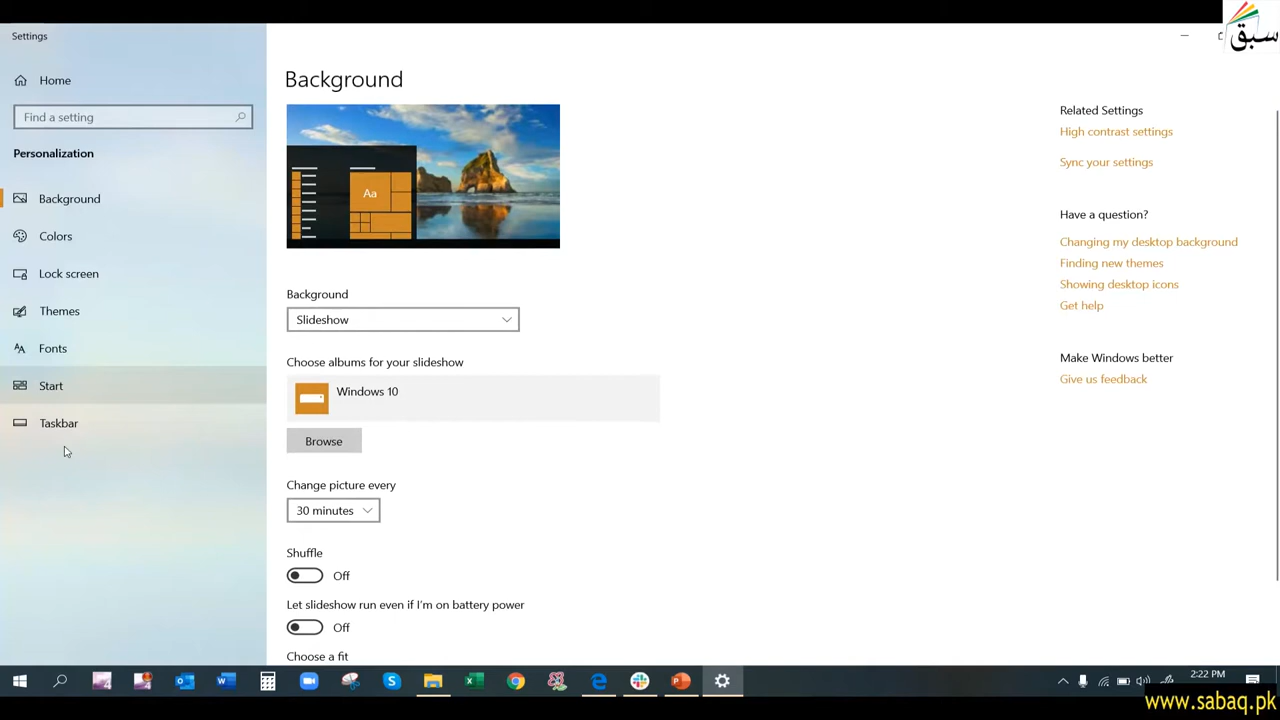 سبق
Settings
Home
Find a setting
Personalization
Background
Colors
Lock screen
Themes
Fonts
Start
Taskbar
Background
Aa
Background
Slideshow
Choose albums for your slideshow
Windows 10
Browse
Change picture every
30 minutes
Shuffle
Off
Let slideshow run even if I'm on battery power
Off
Choose a fit
Related Settings
High contrast settings
Sync your settings
Have a question?
Changing my desktop background
Finding new themes
Showing desktop icons
Get help
Make Windows better
Give us feedback
2:22 PM
www.sabaq.pk